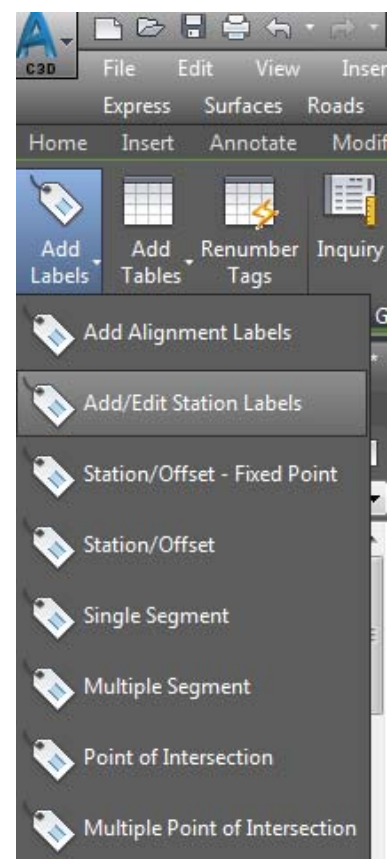 C3D
File Edit View Inser
Express Surfaces Roads
Home Insert Annotate Modif
Add Labels
Add Tables
Renumber Tags
Inquiry
G
Add Alignment Labels
Add/Edit Station Labels
Station/Offset - Fixed Point
Station/Offset
Single Segment
Multiple Segment
Point of Intersection
Multiple Point of Intersection